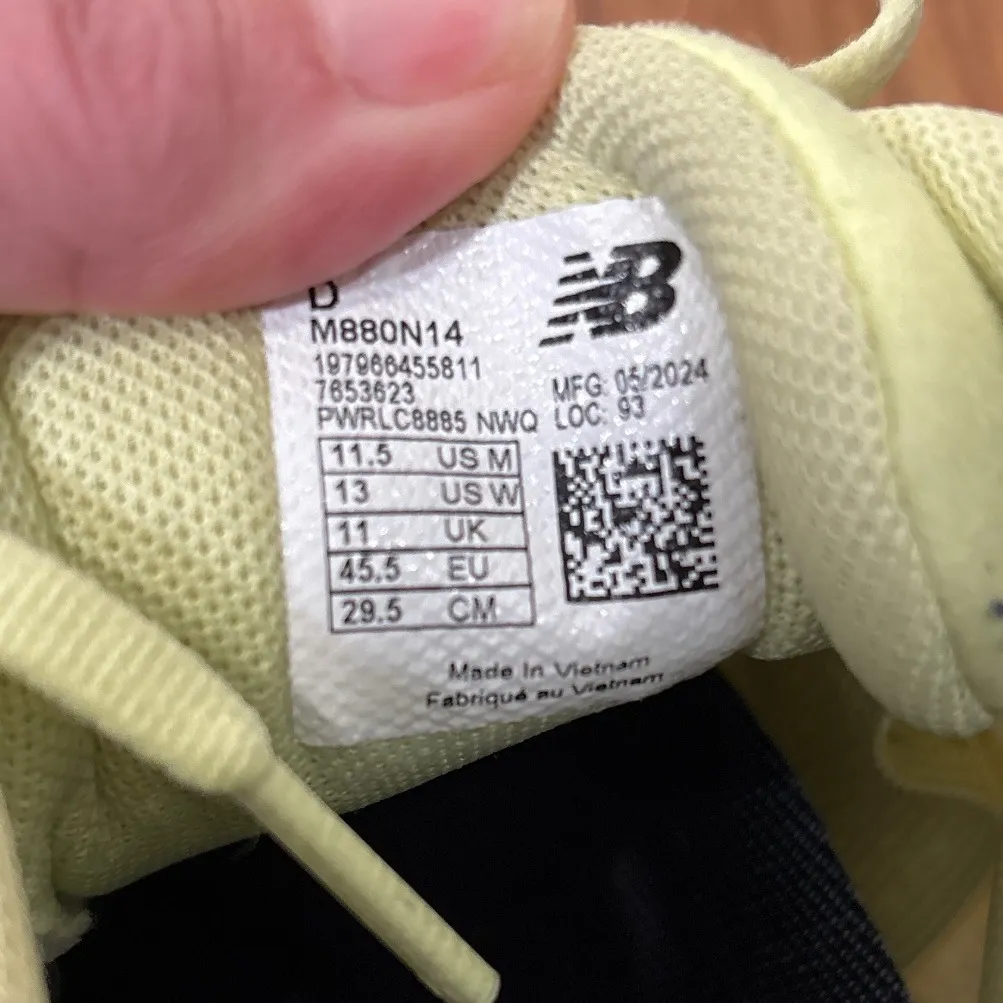 NB
D
M880N14
197966455811
7653623
PWRLC8885 NWQ
MFG: 05/2024
LOC: 93
11.5 US M
13 US W
11 UK
45.5 EU
29.5 CM
Made In Vietnam
Fabriqué au Vietnam